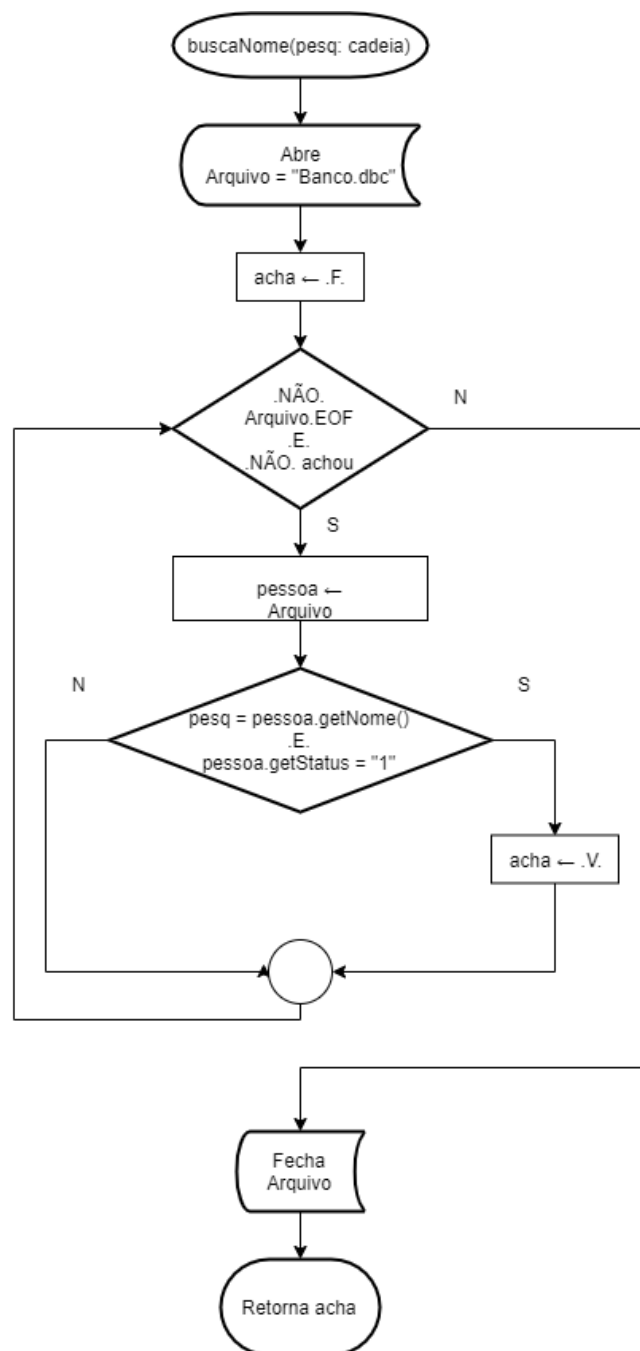 buscaNome(pesq: cadeia)
Abre
Arquivo = "Banco.dbc"
acha ← .F.
.NÃO.
Arquivo.EOF
.E.
.NÃO. achou
N
S
pessoa ←
Arquivo
N
S
pesq = pessoa.getNome()
.E.
pessoa.getStatus = "1"
acha ← .V.
Fecha
Arquivo
Retorna acha